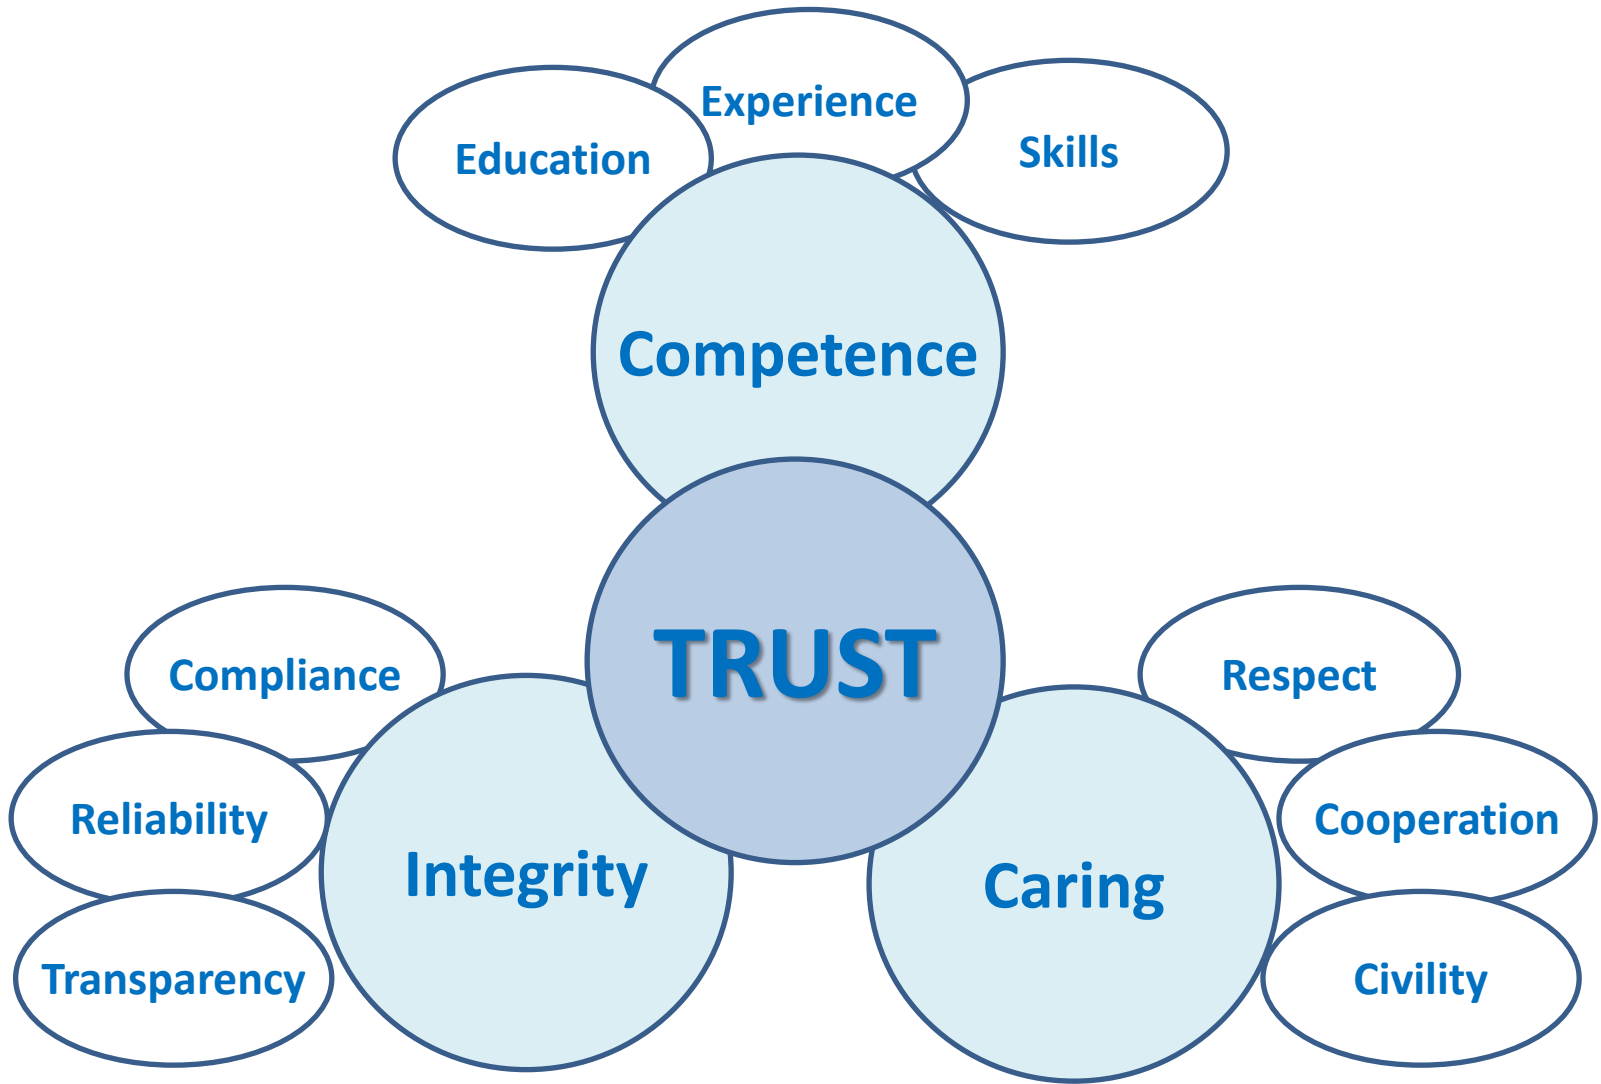 Experience
Education
Skills
Competence
TRUST
Compliance
Reliability
Transparency
Integrity
Respect
Cooperation
Civility
Caring